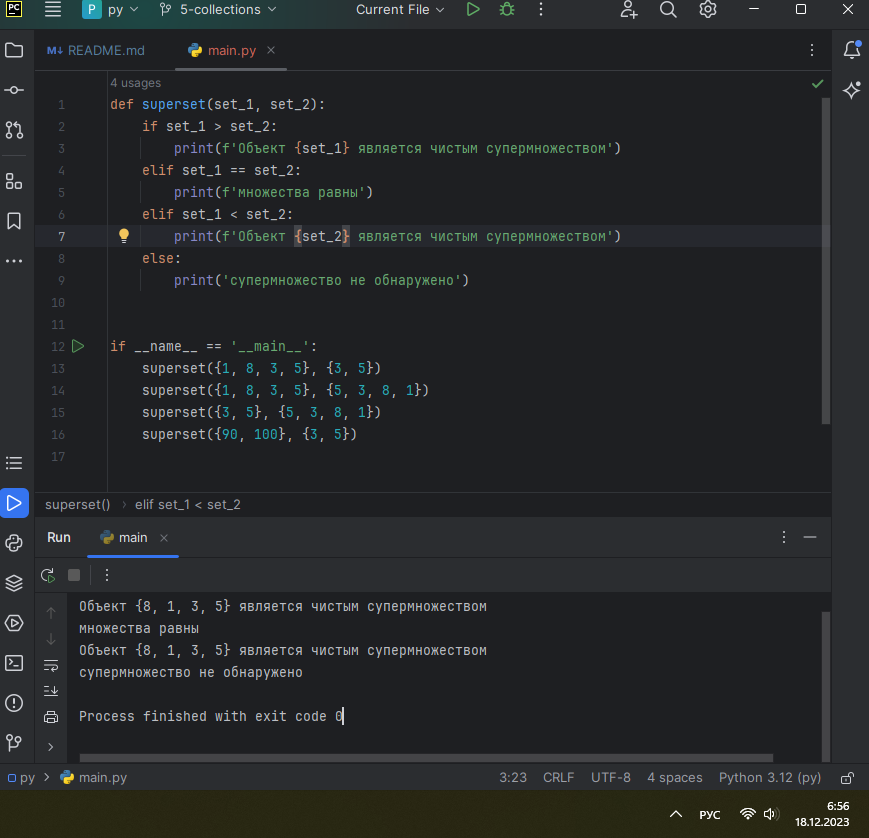 PC P py 5-collections Current File
M↓ README.md main.py
4 usages
1 def superset(set_1, set_2):
2 if set_1 > set_2:
3 print(f'Объект {set_1} является чистым супермножеством')
4 elif set_1 == set_2:
5 print(f'множества равны')
6 elif set_1 < set_2:
7 print(f'Объект {set_2} является чистым супермножеством')
8 else:
9 print('супермножество не обнаружено')
10
11
12 if __name__ == '__main__':
13 superset({1, 8, 3, 5}, {3, 5})
14 superset({1, 8, 3, 5}, {5, 3, 8, 1})
15 superset({3, 5}, {5, 3, 8, 1})
16 superset({90, 100}, {3, 5})
17
superset() › elif set_1 < set_2
Run main
Объект {8, 1, 3, 5} является чистым супермножеством
множества равны
Объект {8, 1, 3, 5} является чистым супермножеством
супермножество не обнаружено
Process finished with exit code 0
py › main.py 3:23 CRLF UTF-8 4 spaces Python 3.12 (py)
РУС 6:56
18.12.2023